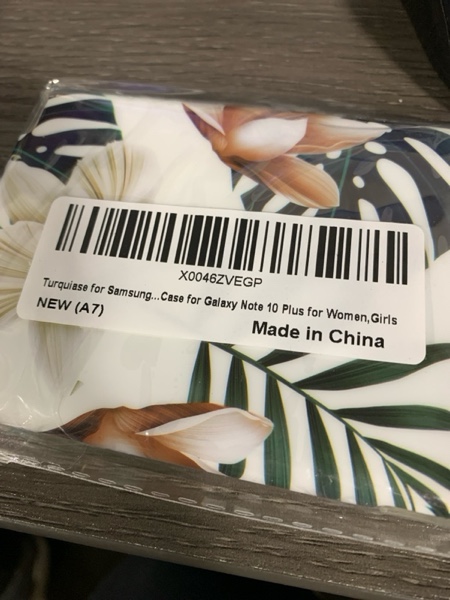 X0046ZVEGP
Turquiase for Samsung...Case for Galaxy Note 10 Plus for Women,Girls
NEW (A7)
Made in China